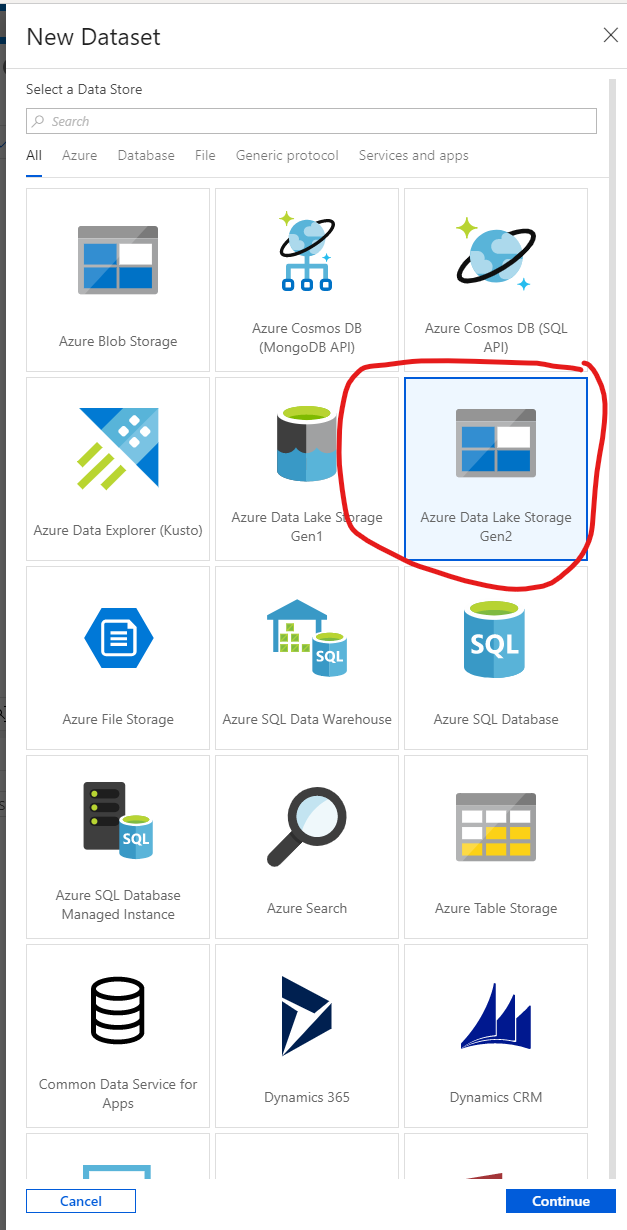 New Dataset
Select a Data Store
Search
All Azure Database File Generic protocol Services and apps
Azure Blob Storage
Azure Cosmos DB
(MongoDB API)
Azure Cosmos DB (SQL
API)
Azure Data Explorer (Kusto)
Azure Data Lake Storage
Gen1
Azure Data Lake Storage
Gen2
Azure File Storage
SQL
Azure SQL Data Warehouse
SQL
Azure SQL Database
SQL
Azure SQL Database
Managed Instance
Azure Search
Azure Table Storage
Common Data Service for
Apps
Dynamics 365
Dynamics CRM
Cancel
Continue